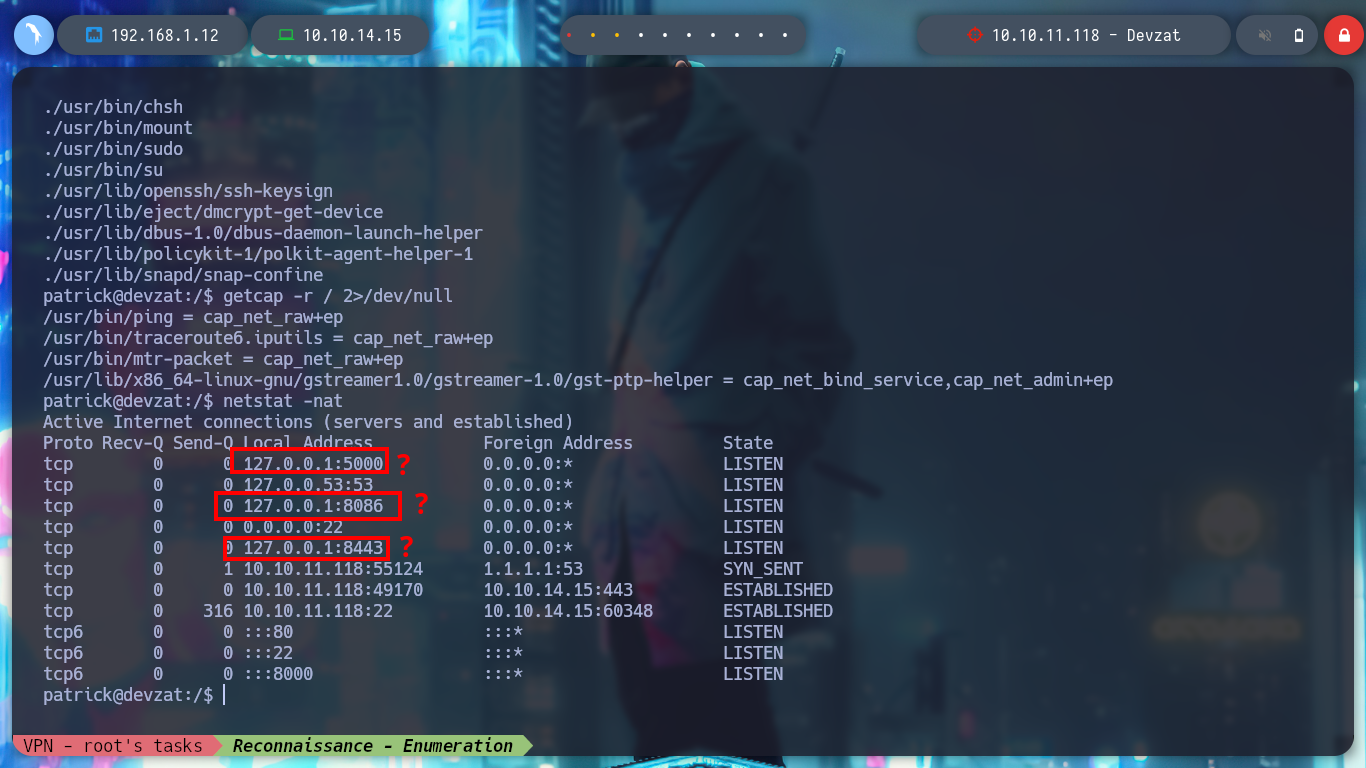 192.168.1.12 10.10.14.15 10.10.11.118 - Devzat
./usr/bin/chsh
./usr/bin/mount
./usr/bin/sudo
./usr/bin/su
./usr/lib/openssh/ssh-keysign
./usr/lib/eject/dmcrypt-get-device
./usr/lib/dbus-1.0/dbus-daemon-launch-helper
./usr/lib/policykit-1/polkit-agent-helper-1
./usr/lib/snapd/snap-confine
patrick@devzat:/$ getcap -r / 2>/dev/null
/usr/bin/ping = cap_net_raw+ep
/usr/bin/traceroute6.iputils = cap_net_raw+ep
/usr/bin/mtr-packet = cap_net_raw+ep
/usr/lib/x86_64-linux-gnu/gstreamer1.0/gstreamer-1.0/gst-ptp-helper = cap_net_bind_service,cap_net_admin+ep
patrick@devzat:/$ netstat -nat
Active Internet connections (servers and established)
Proto Recv-Q Send-Q Local Address           Foreign Address         State
tcp        0      0 127.0.0.1:5000 ?        0.0.0.0:*               LISTEN
tcp        0      0 127.0.0.53:53           0.0.0.0:*               LISTEN
tcp        0      0 127.0.0.1:8086 ?        0.0.0.0:*               LISTEN
tcp        0      0 0.0.0.0:22              0.0.0.0:*               LISTEN
tcp        0      0 127.0.0.1:8443 ?        0.0.0.0:*               LISTEN
tcp        0      1 10.10.11.118:55124      1.1.1.1:53              SYN_SENT
tcp        0      0 10.10.11.118:49170      10.10.14.15:443         ESTABLISHED
tcp        0    316 10.10.11.118:22         10.10.14.15:60348       ESTABLISHED
tcp6       0      0 :::80                   :::*                    LISTEN
tcp6       0      0 :::22                   :::*                    LISTEN
tcp6       0      0 :::8000                 :::*                    LISTEN
patrick@devzat:/$
VPN - root's tasks Reconnaissance - Enumeration